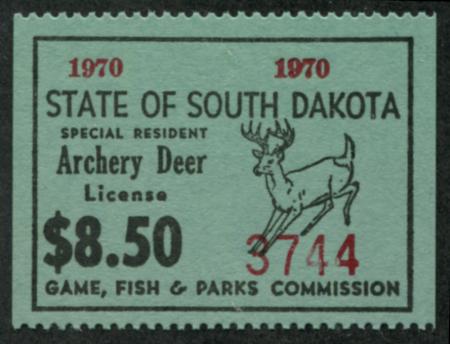 1970 1970
STATE OF SOUTH DAKOTA
SPECIAL RESIDENT
Archery Deer
License
$8.50
3744
GAME, FISH & PARKS COMMISSION